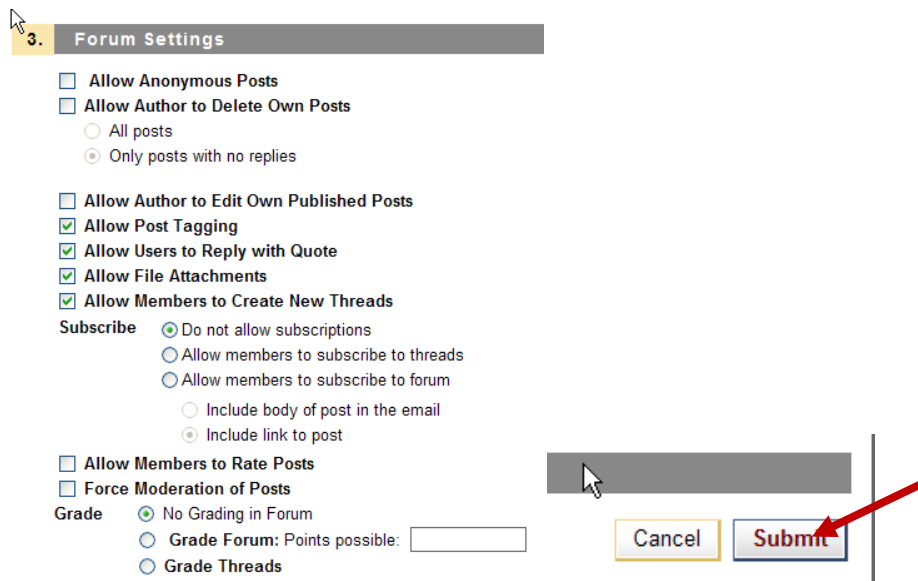 3. Forum Settings
Allow Anonymous Posts
Allow Author to Delete Own Posts
All posts
Only posts with no replies
Allow Author to Edit Own Published Posts
Allow Post Tagging
Allow Users to Reply with Quote
Allow File Attachments
Allow Members to Create New Threads
Subscribe Do not allow subscriptions
Allow members to subscribe to threads
Allow members to subscribe to forum
Include body of post in the email
Include link to post
Allow Members to Rate Posts
Force Moderation of Posts
Grade No Grading in Forum
Grade Forum: Points possible:
Grade Threads
Cancel Submit